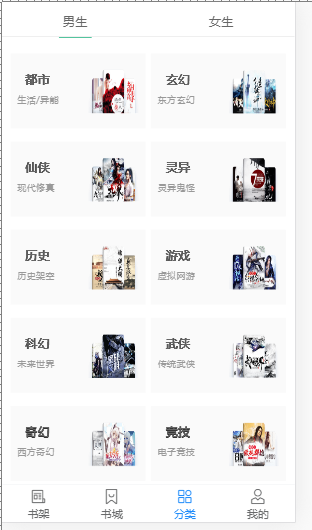 男生 女生
都市 玄幻
生活/异能 东方玄幻
仙侠 灵异
现代修真 灵异鬼怪
历史 游戏
历史架空 虚拟网游
科幻 武侠
未来世界 传统武侠
奇幻 竞技
西方奇幻 电子竞技
书架 书城 分类 我的